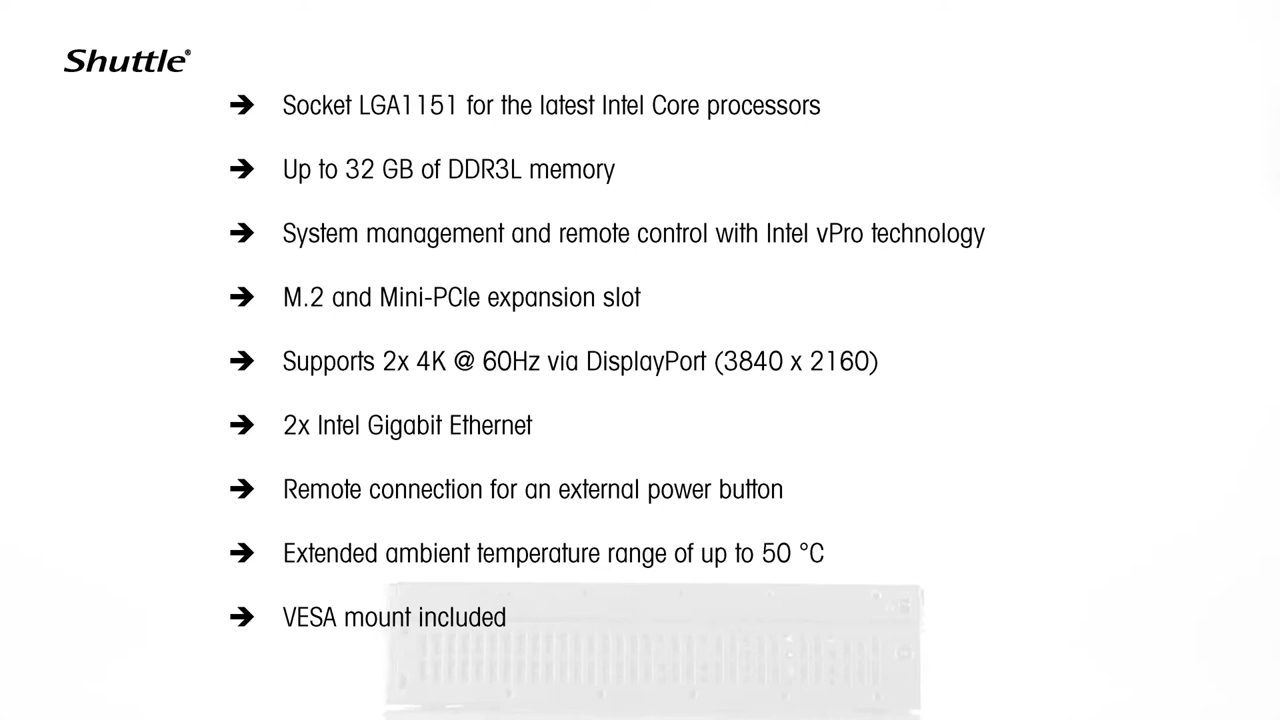 Shuttle®
➔ Socket LGA1151 for the latest Intel Core processors
➔ Up to 32 GB of DDR3L memory
➔ System management and remote control with Intel vPro technology
➔ M.2 and Mini-PCIe expansion slot
➔ Supports 2x 4K @ 60Hz via DisplayPort (3840 x 2160)
➔ 2x Intel Gigabit Ethernet
➔ Remote connection for an external power button
➔ Extended ambient temperature range of up to 50 °C
➔ VESA mount included